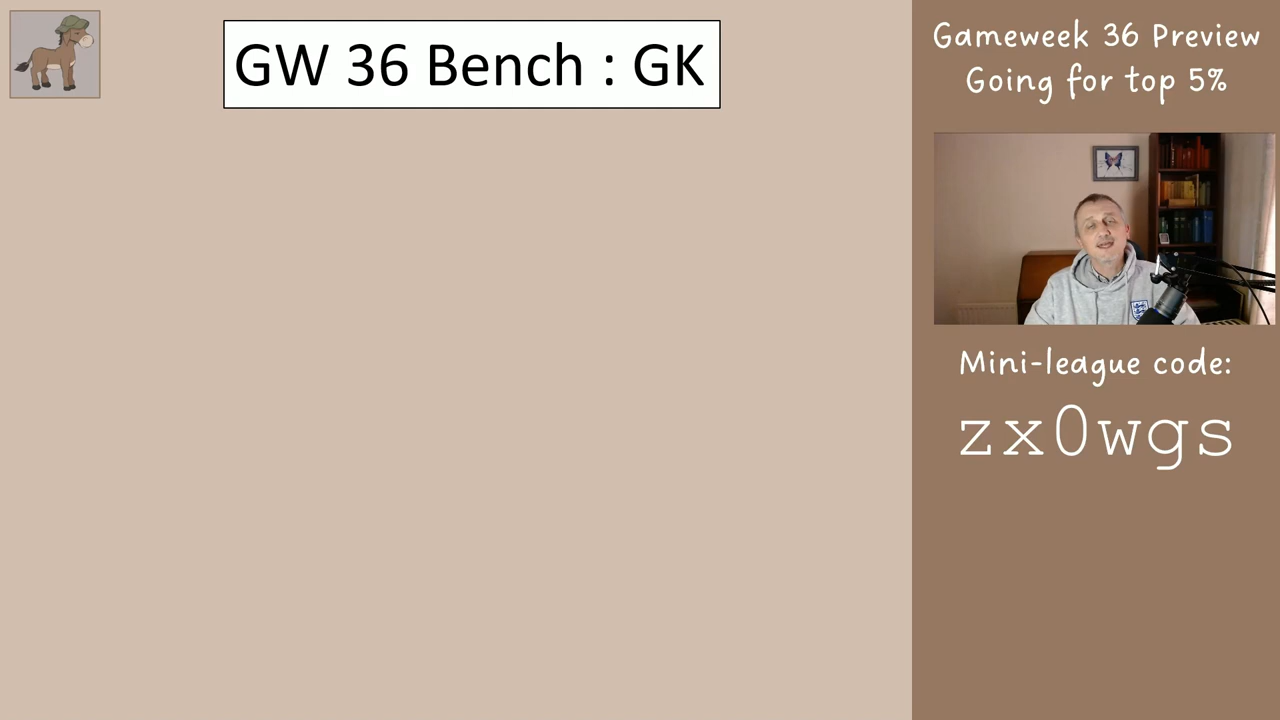 GW 36 Bench : GK
Gameweek 36 Preview
Going for top 5%
Mini-league code:
zx0wgs